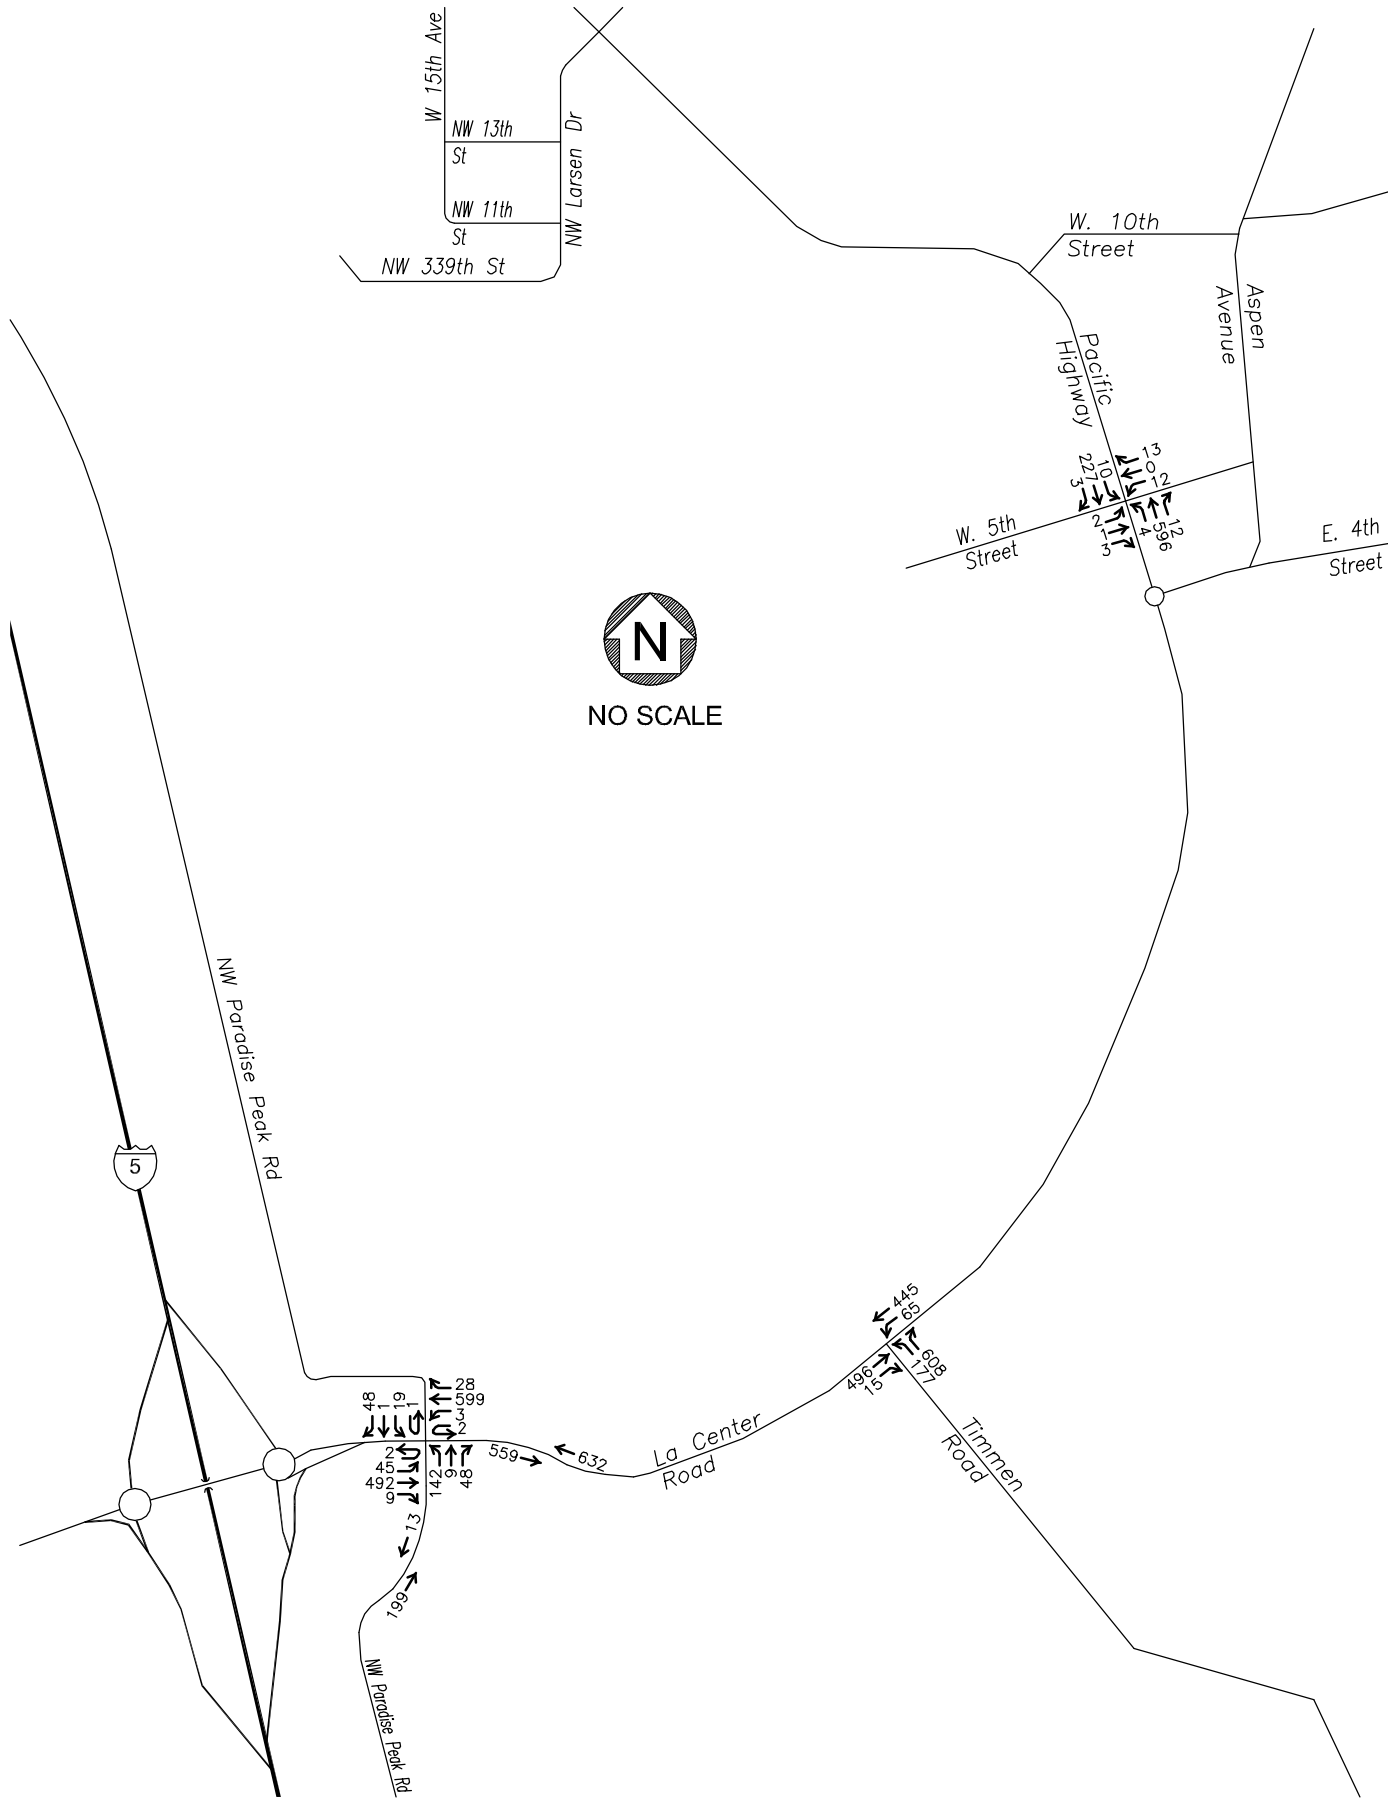 W 15th Ave
NW 13th
St
NW 11th
St
NW Larsen Dr
NW 339th St
W. 10th
Street
Aspen
Avenue
Pacific
Highway
13
0
12
10
227
3
2
1
3
12
596
4
W. 5th
Street
E. 4th
Street
N
NO SCALE
NW Paradise Peak Rd
5
445
65
496
15
608
177
Timmen
Road
La Center
Road
28
599
3
2
48
1
19
1
2
45
492
9
142
9
48
559
632
13
199
NW Paradise Peak Rd